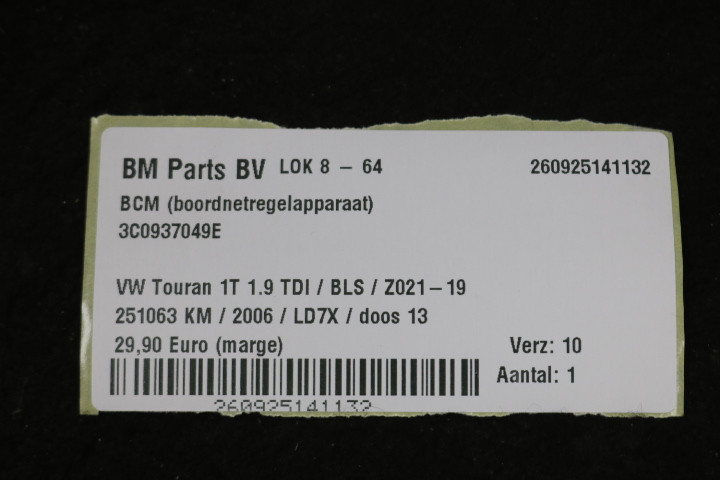 BM Parts BV LOK 8 - 64 260925141132
BCM (boordnetregelapparaat)
3C0937049E
VW Touran 1T 1.9 TDI / BLS / Z021-19
251063 KM / 2006 / LD7X / doos 13
29,90 Euro (marge) Verz: 10
Aantal: 1
260925141132